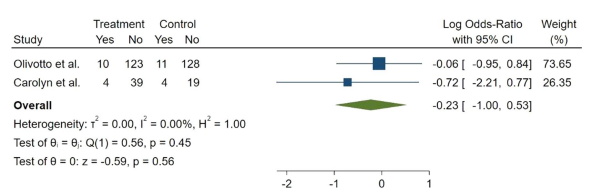 Treatment Control Log Odds-Ratio Weight
Study Yes No Yes No with 95% CI (%)
Olivotto et al. 10 123 11 128 -0.06 [ -0.95, 0.84] 73.65
Carolyn et al. 4 39 4 19 -0.72 [ -2.21, 0.77] 26.35
Overall -0.23 [ -1.00, 0.53]
Heterogeneity: τ² = 0.00, I² = 0.00%, H² = 1.00
Test of θᵢ = θⱼ: Q(1) = 0.56, p = 0.45
Test of θ = 0: z = -0.59, p = 0.56
-2 -1 0 1